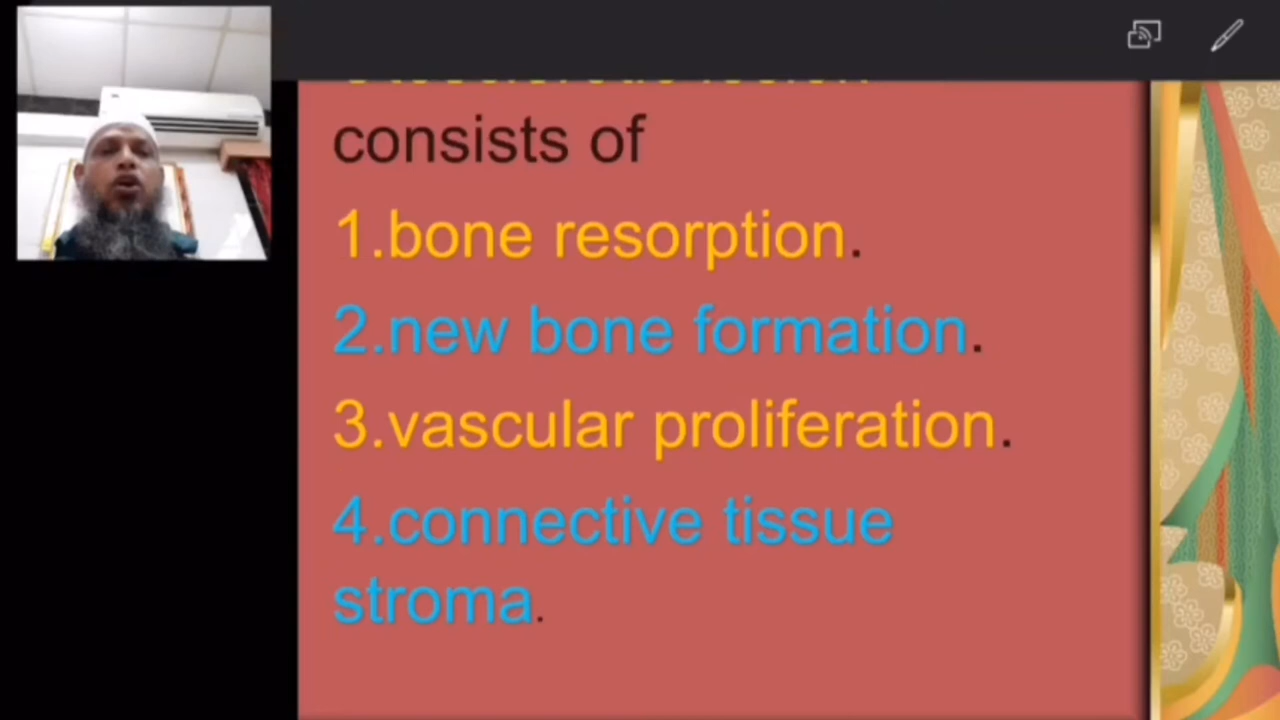 consists of
1.bone resorption.
2.new bone formation.
3.vascular proliferation.
4.connective tissue
stroma.